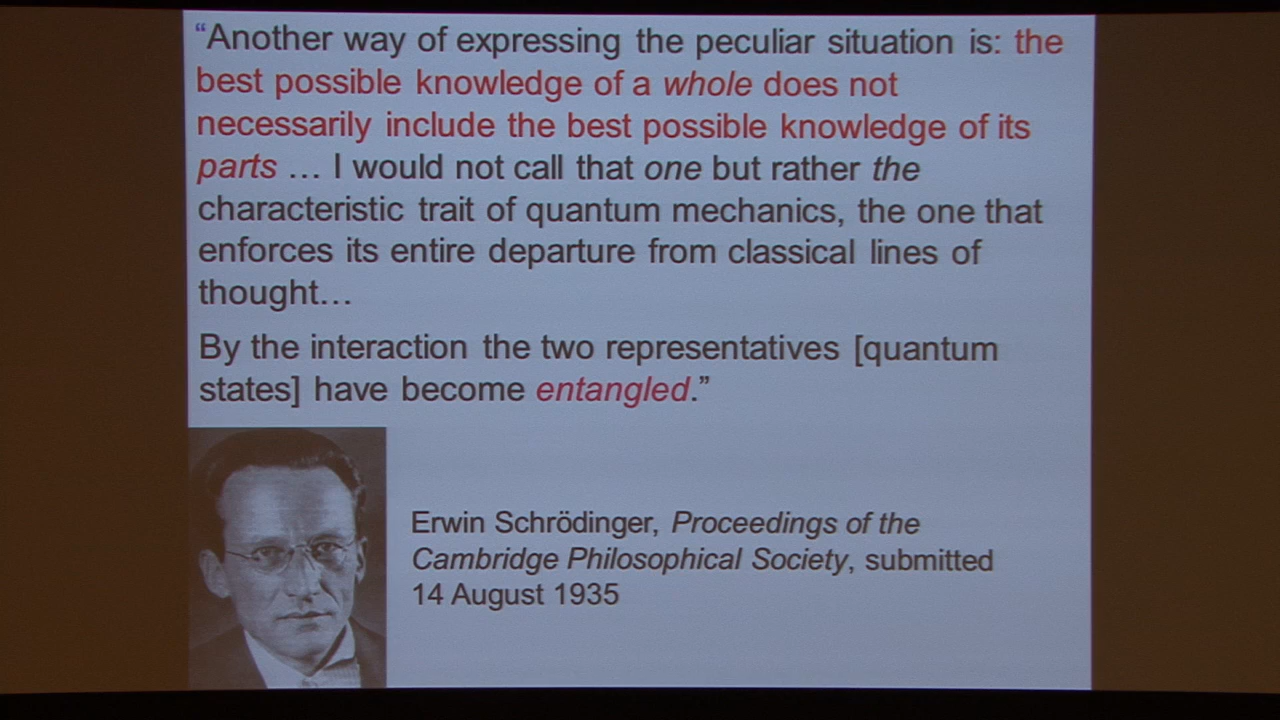 “Another way of expressing the peculiar situation is: the
best possible knowledge of a whole does not
necessarily include the best possible knowledge of its
parts … I would not call that one but rather the
characteristic trait of quantum mechanics, the one that
enforces its entire departure from classical lines of
thought…
By the interaction the two representatives [quantum
states] have become entangled.”
Erwin Schrödinger, Proceedings of the
Cambridge Philosophical Society, submitted
14 August 1935